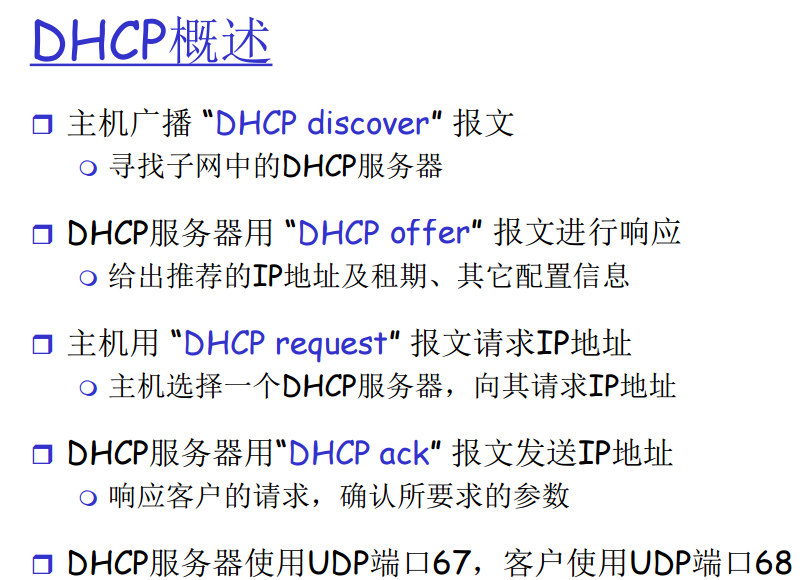 DHCP概述
主机广播 “DHCP discover” 报文
寻找子网中的DHCP服务器
DHCP服务器用 “DHCP offer” 报文进行响应
给出推荐的IP地址及租期、其它配置信息
主机用 “DHCP request” 报文请求IP地址
主机选择一个DHCP服务器，向其请求IP地址
DHCP服务器用“DHCP ack” 报文发送IP地址
响应客户的请求，确认所要求的参数
DHCP服务器使用UDP端口67，客户使用UDP端口68